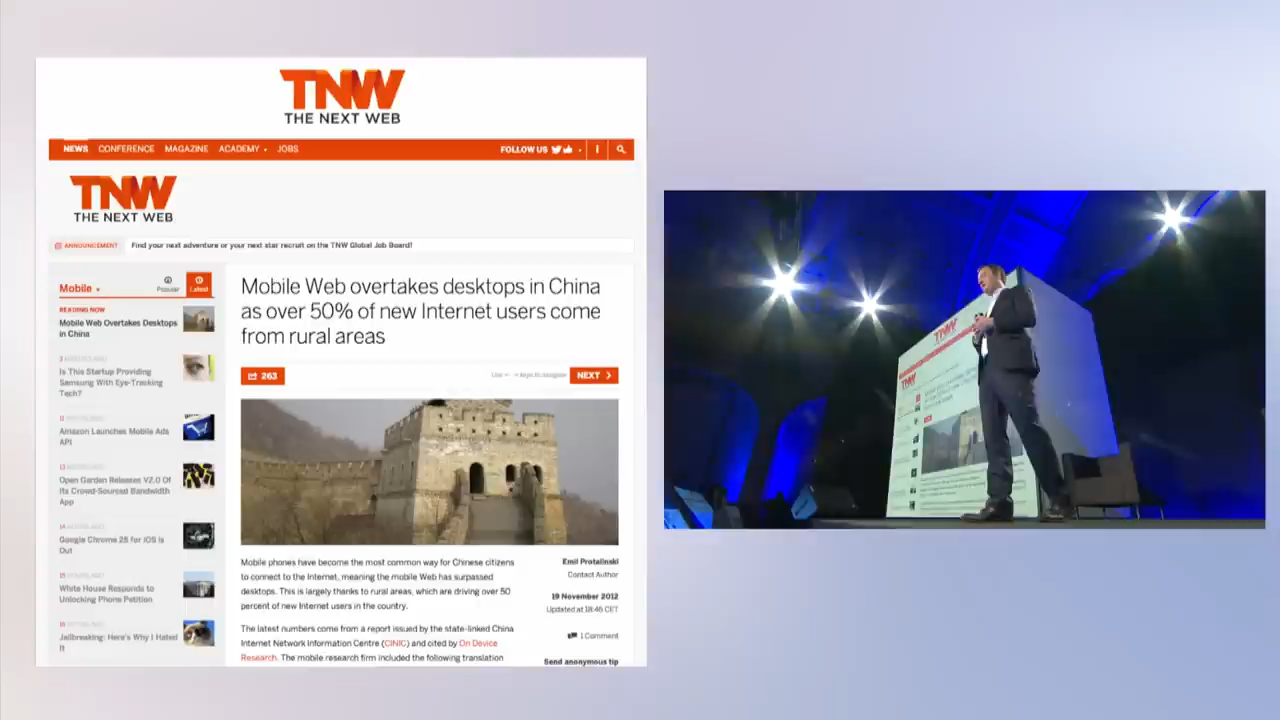 TNW
THE NEXT WEB
NEWS CONFERENCE MAGAZINE ACADEMY JOBS FOLLOW US
TNW
THE NEXT WEB
ANNOUNCEMENT Find your next adventure or your next star recruit on the TNW Global Job Board!
Mobile
Popular
Latest
READING NOW
Mobile Web Overtakes Desktops
in China
Is This Startup Providing
Samsung With Eye-Tracking
Tech?
Amazon Launches Mobile Ads
API
Open Garden Releases V2.0 Of
Its Crowd-Sourced Bandwidth
App
Google Chrome 25 for iOS is
Out
White House Responds to
Unlocking Phone Petition
Jailbreaking: Here's Why I Hated
It
Mobile Web overtakes desktops in China
as over 50% of new Internet users come
from rural areas
263
NEXT
Mobile phones have become the most common way for Chinese citizens
to connect to the Internet, meaning the mobile Web has surpassed
desktops. This is largely thanks to rural areas, which are driving over 50
percent of new Internet users in the country.
The latest numbers come from a report issued by the state-linked China
Internet Network Information Centre (CINIC) and cited by On Device
Research. The mobile research firm included the following translation
Emil Protalinski
Contact Author
19 November 2012
Updated at 18:46 CET
1 Comment
Send anonymous tip
TNW
TNW